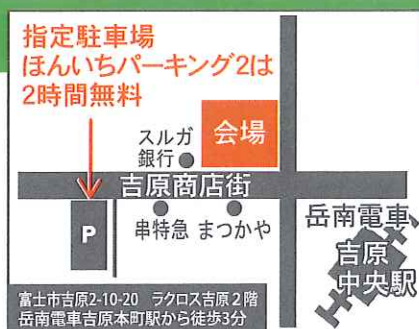 指定駐車場
ほんいちパーキング2は
2時間無料
会場
スルガ
銀行
吉原商店街
P
串特急 まつかや
岳南電車
吉原
中央駅
富士市吉原2-10-20 ラクロス吉原2階
岳南電車吉原本町駅から徒歩3分